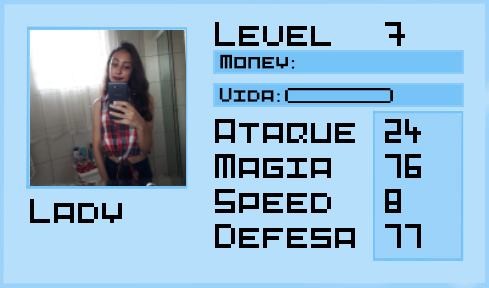 Level 7
Money:
Vida:
Ataque 24
Magia 76
Speed 8
Defesa 77
Lady